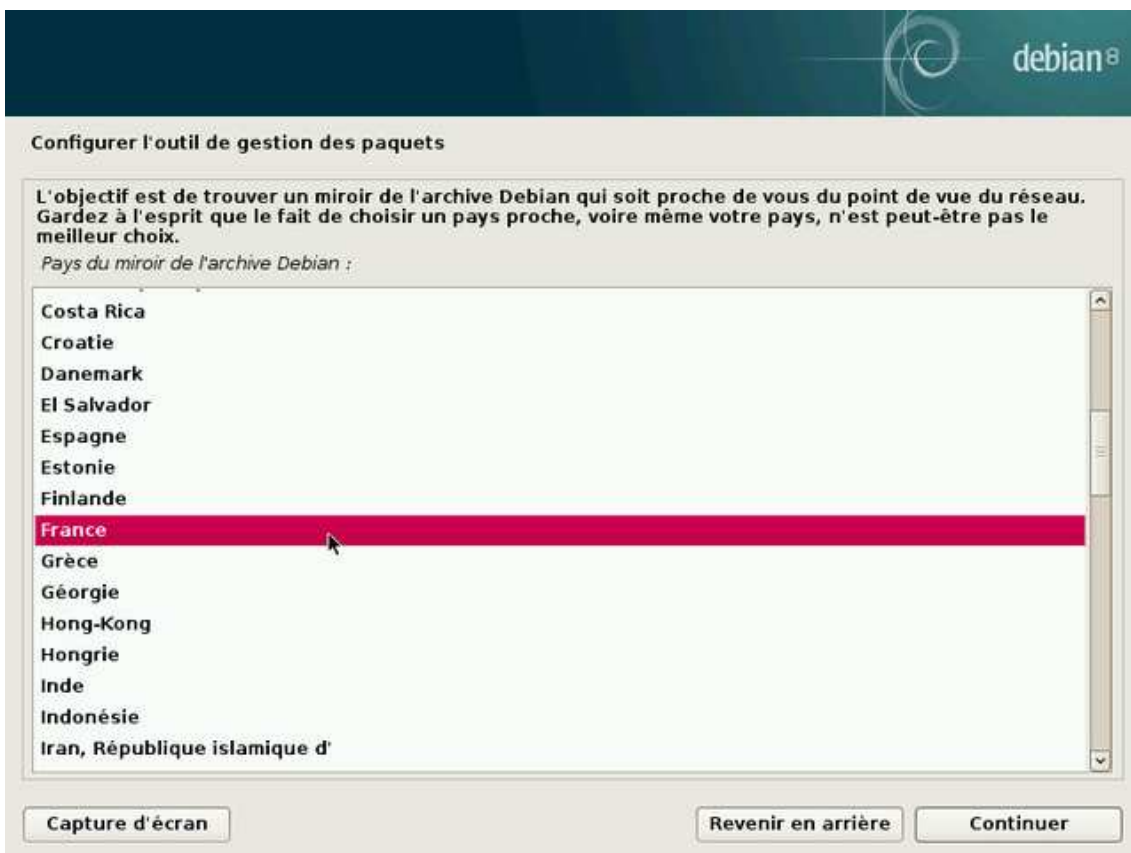 debian 8
Configurer l'outil de gestion des paquets
L'objectif est de trouver un miroir de l'archive Debian qui soit proche de vous du point de vue du réseau.
Gardez à l'esprit que le fait de choisir un pays proche, voire même votre pays, n'est peut-être pas le
meilleur choix.
Pays du miroir de l'archive Debian :
Costa Rica
Croatie
Danemark
El Salvador
Espagne
Estonie
Finlande
France
Grèce
Géorgie
Hong-Kong
Hongrie
Inde
Indonésie
Iran, République islamique d'
Capture d'écran
Revenir en arrière
Continuer